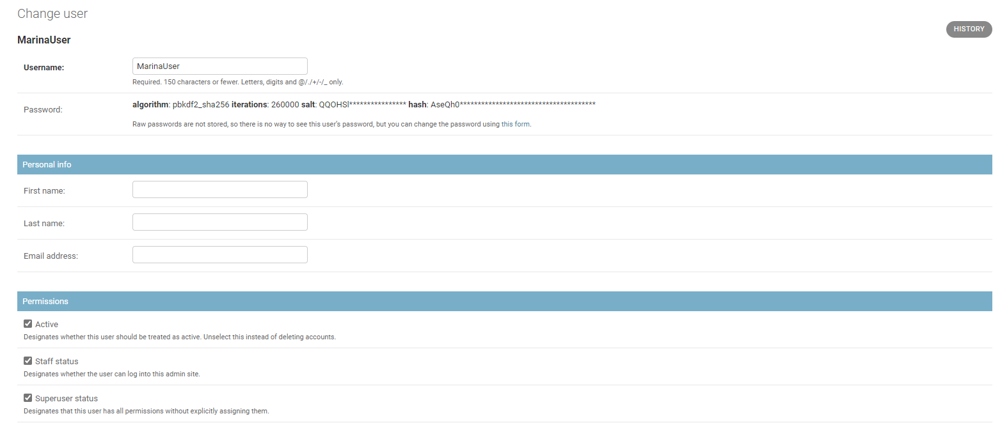 Change user
HISTORY
MarinaUser
Username:
MarinaUser
Required. 150 characters or fewer. Letters, digits and @/./+/-/_ only.
Password:
algorithm: pbkdf2_sha256 iterations: 260000 salt: QQOHSl**************** hash: AseQh0**************************************
Raw passwords are not stored, so there is no way to see this user’s password, but you can change the password using this form.
Personal info
First name:
Last name:
Email address:
Permissions
Active
Designates whether this user should be treated as active. Unselect this instead of deleting accounts.
Staff status
Designates whether the user can log into this admin site.
Superuser status
Designates that this user has all permissions without explicitly assigning them.